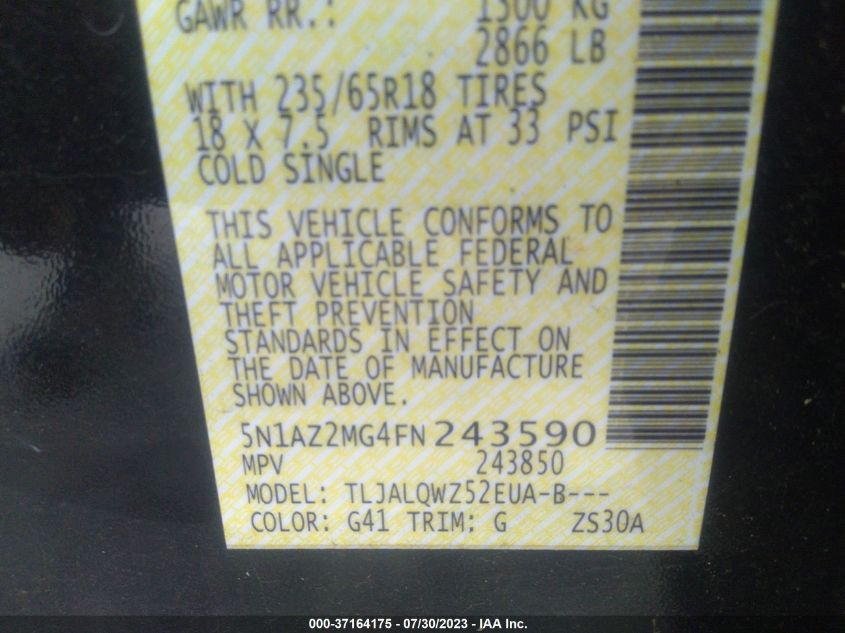 GAWR RR.: 1300 KG
2866 LB
WITH 235/65R18 TIRES
18 X 7.5 RIMS AT 33 PSI
COLD SINGLE
THIS VEHICLE CONFORMS TO
ALL APPLICABLE FEDERAL
MOTOR VEHICLE SAFETY AND
THEFT PREVENTION
STANDARDS IN EFFECT ON
THE DATE OF MANUFACTURE
SHOWN ABOVE.
5N1AZ2MG4FN243590
MPV 243850
MODEL: TLJALQWZ52EUA-B---
COLOR: G41 TRIM: G ZS30A
000-37164175 - 07/30/2023 - IAA Inc.